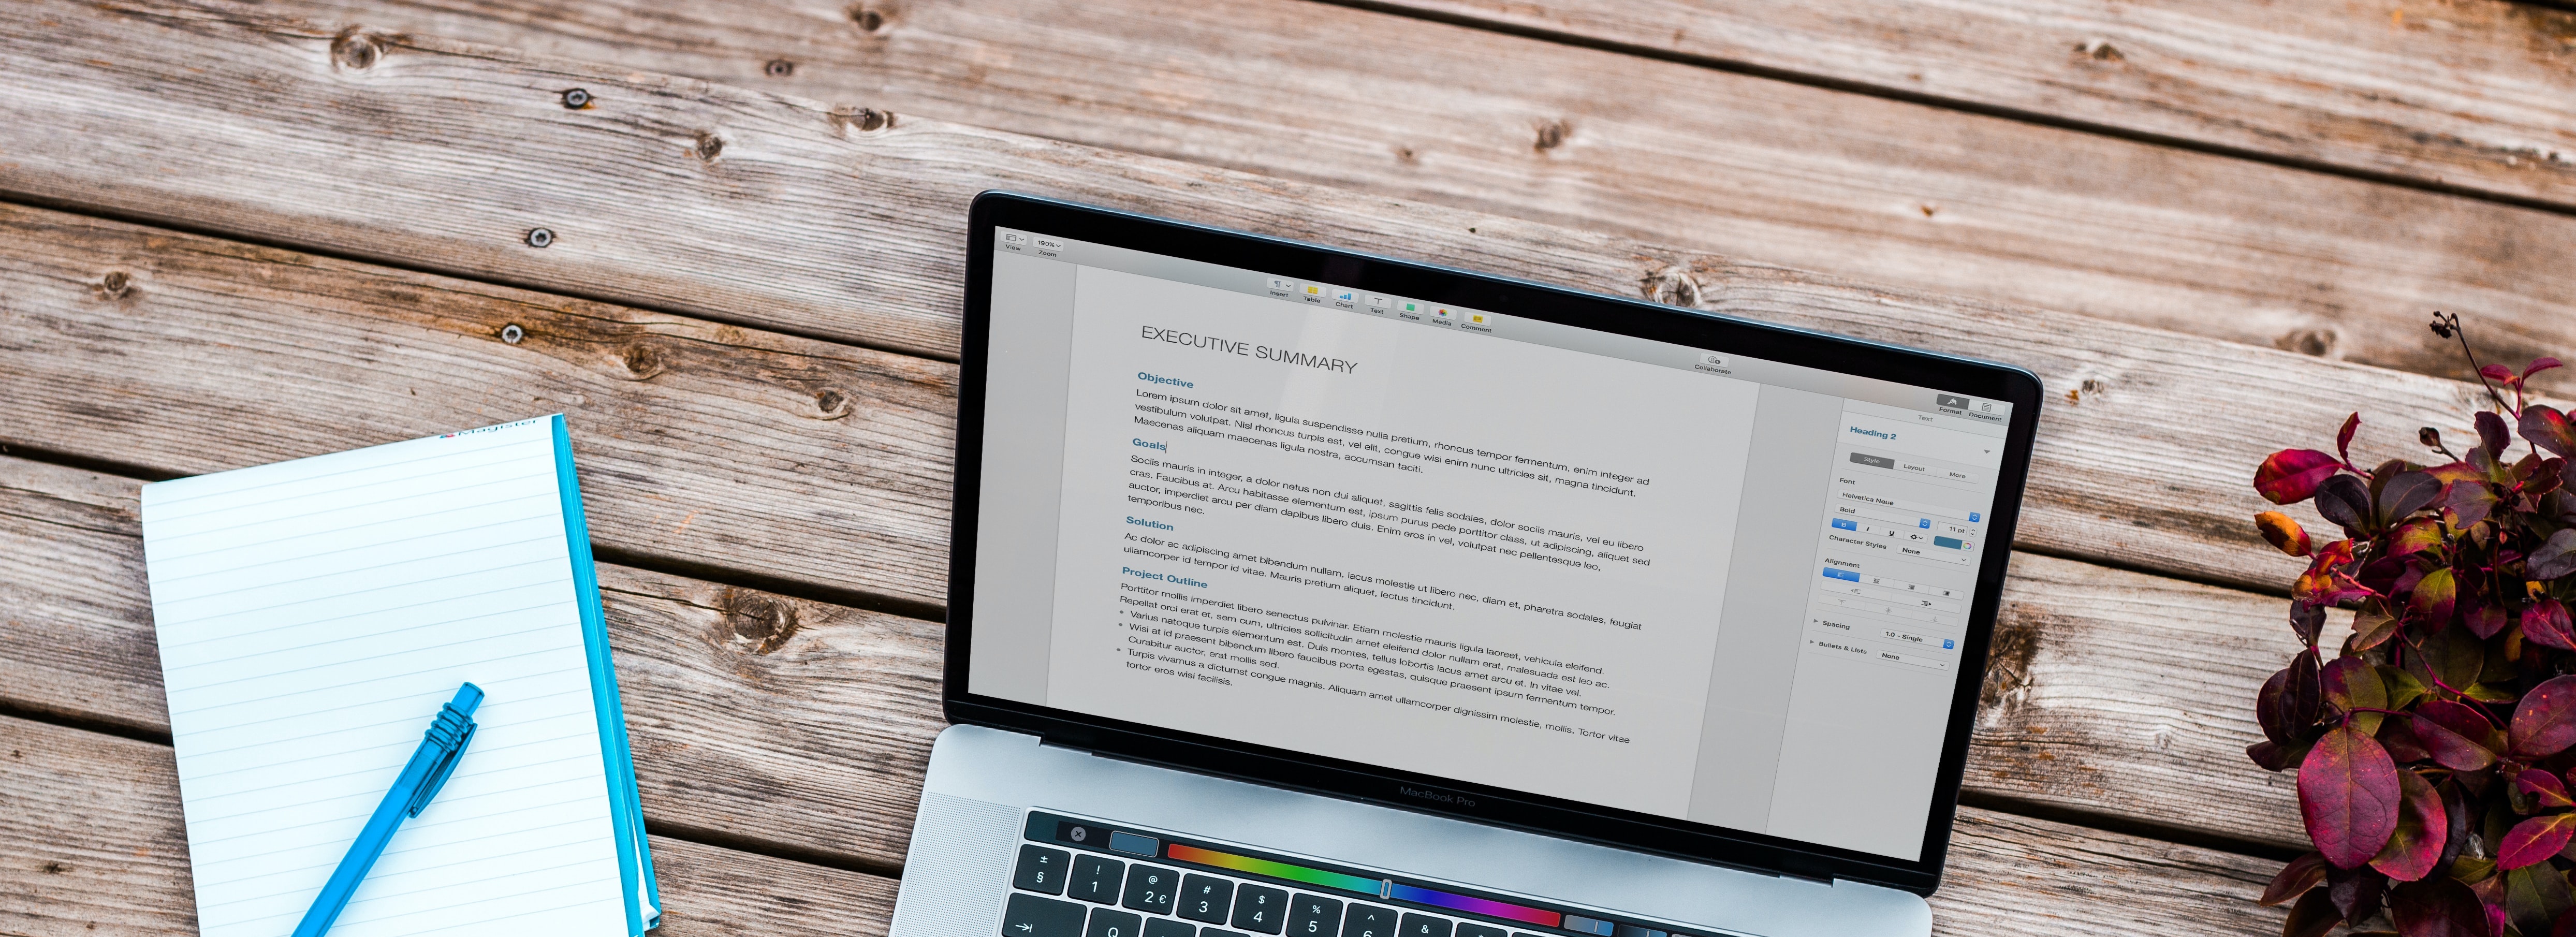 Magister
View
190%
Zoom
Insert
Table
Chart
Text
Shape
Media
Comment
Collaborate
Format
Document
EXECUTIVE SUMMARY
Objective
Lorem ipsum dolor sit amet, ligula suspendisse nulla pretium, rhoncus tempor fermentum, enim integer ad
vestibulum volutpat. Nisl rhoncus turpis est, vel elit, congue wisi enim nunc ultricies sit, magna tincidunt.
Maecenas aliquam maecenas ligula nostra, accumsan taciti.
Goals
Sociis mauris in integer, a dolor netus non dui aliquet, sagittis felis sodales, dolor sociis mauris, vel eu libero
cras. Faucibus at. Arcu habitasse elementum est, ipsum purus pede porttitor class, ut adipiscing, aliquet sed
auctor, imperdiet arcu per diam dapibus libero duis. Enim eros in vel, volutpat nec pellentesque leo,
temporibus nec.
Solution
Ac dolor ac adipiscing amet bibendum nullam, lacus molestie ut libero nec, diam et, pharetra sodales, feugiat
ullamcorper id tempor id vitae. Mauris pretium aliquet, lectus tincidunt.
Project Outline
Porttitor mollis imperdiet libero senectus pulvinar. Etiam molestie mauris ligula laoreet, vehicula eleifend.
Repellat orci erat et, sem cum, ultricies sollicitudin amet eleifend dolor nullam erat, malesuada est leo ac.
• Varius natoque turpis elementum est. Duis montes, tellus lobortis lacus amet arcu et. In vitae vel.
• Wisi at id praesent bibendum libero faucibus porta egestas, quisque praesent ipsum fermentum tempor.
Curabitur auctor, erat mollis sed.
• Turpis vivamus a dictumst congue magnis. Aliquam amet ullamcorper dignissim molestie, mollis. Tortor vitae
tortor eros wisi facilisis.
Text
Heading 2
Style
Layout
More
Font
Helvetica Neue
Bold
11 pt
B I U
Character Styles
None
Alignment
Spacing
1.0 - Single
Bullets & Lists
None
MacBook Pro
± ! @ # $ % ^ &
§ 1 2 € 3 4 5 6
Q